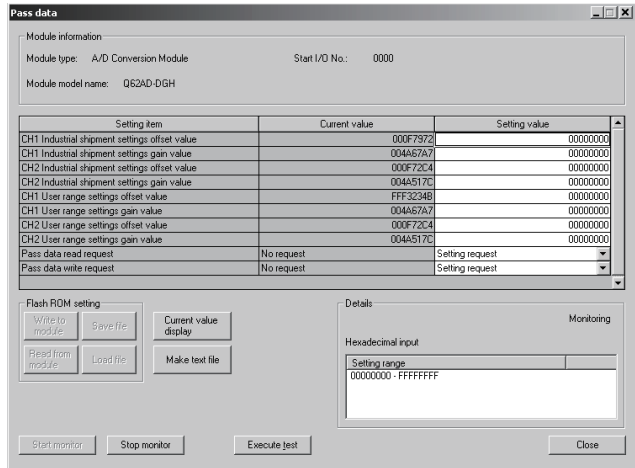 Pass data
Module information
Module type: A/D Conversion Module Start I/O No.: 0000
Module model name: Q62AD-DGH
Setting item Current value Setting value
CH1 Industrial shipment settings offset value 000F7972 00000000
CH1 Industrial shipment settings gain value 004A67A7 00000000
CH2 Industrial shipment settings offset value 000F72C4 00000000
CH2 Industrial shipment settings gain value 004A517C 00000000
CH1 User range settings offset value FFF3234B 00000000
CH1 User range settings gain value 004A67A7 00000000
CH2 User range settings offset value 000F72C4 00000000
CH2 User range settings gain value 004A517C 00000000
Pass data read request No request Setting request
Pass data write request No request Setting request
Flash ROM setting
Write to module
Save file
Current value display
Read from module
Load file
Make text file
Details
Monitoring
Hexadecimal input
Setting range
00000000 - FFFFFFFF
Start monitor Stop monitor Execute test Close